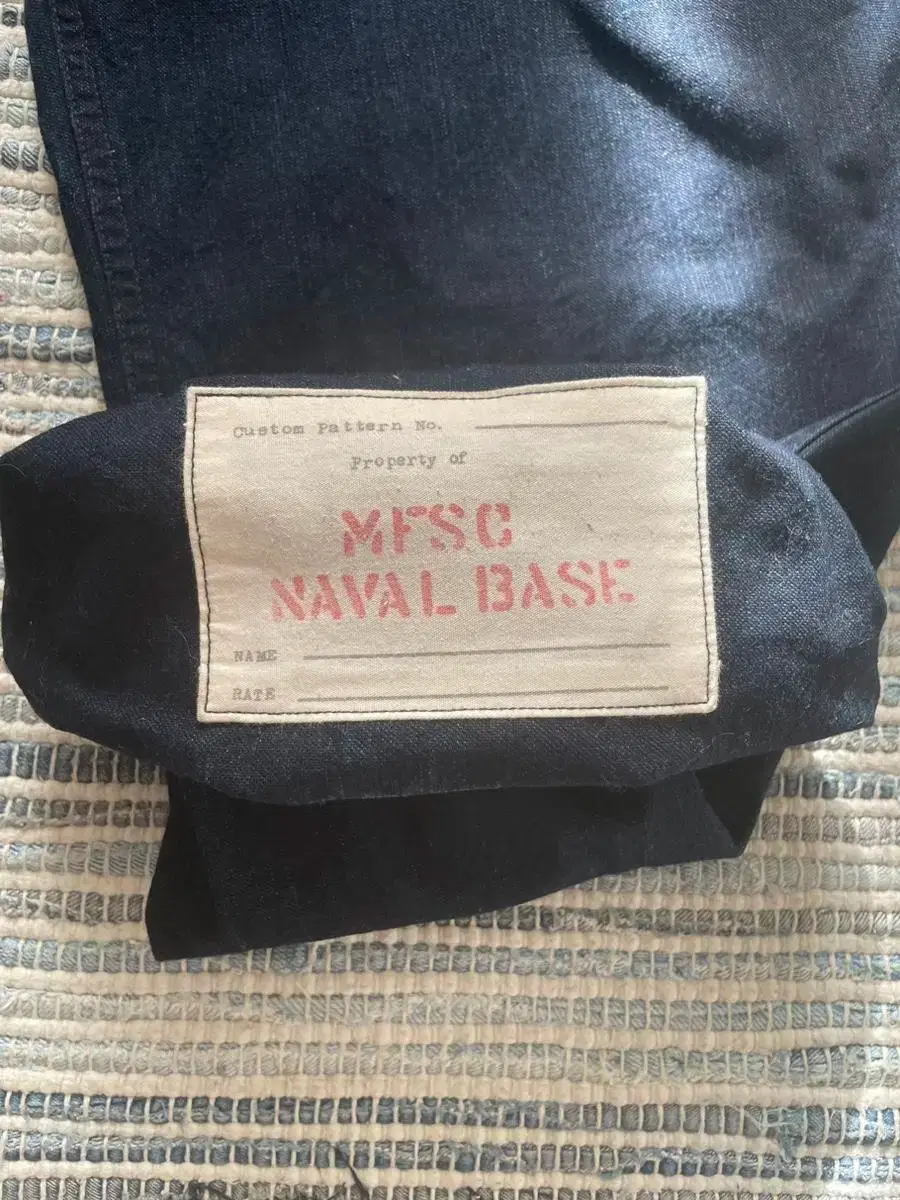 Custom Pattern No.
Property of
MFSC
NAVAL BASE
NAME
RATE